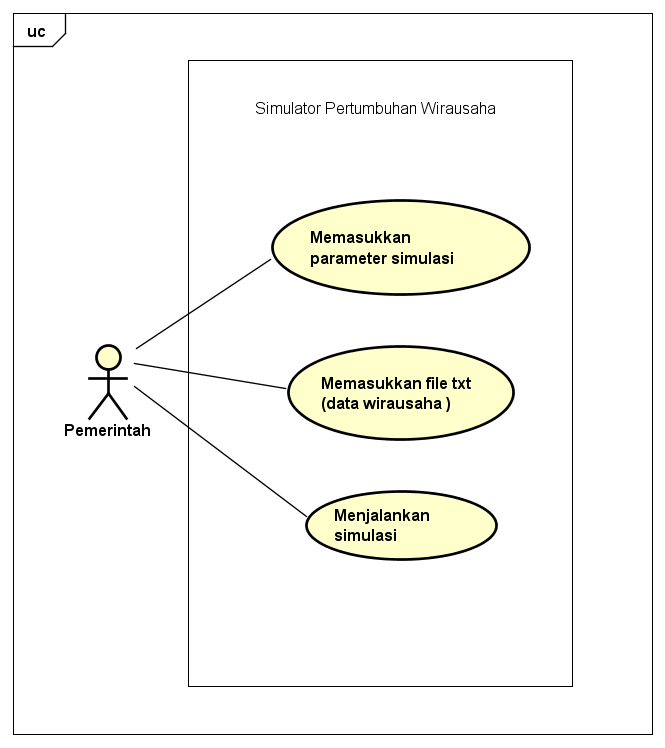 uc
Simulator Pertumbuhan Wirausaha
Memasukkan
parameter simulasi
Memasukkan file txt
(data wirausaha )
Pemerintah
Menjalankan
simulasi